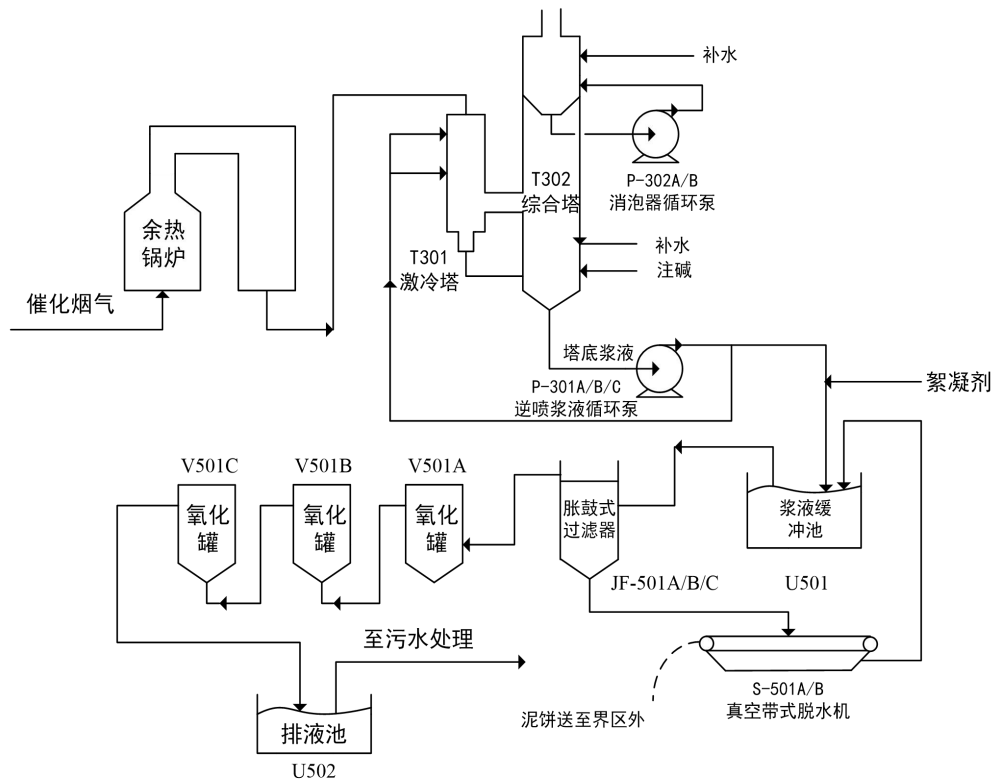 补水
P-302A/B
消泡器循环泵
T302
综合塔
余热
锅炉
T301
激冷塔
补水
注碱
催化烟气
塔底浆液
P-301A/B/C
逆喷浆液循环泵
絮凝剂
V501C
V501B
V501A
氧化
罐
氧化
罐
氧化
罐
胀鼓式
过滤器
浆液缓
冲池
JF-501A/B/C
U501
至污水处理
S-501A/B
真空带式脱水机
泥饼送至界区外
排液池
U502